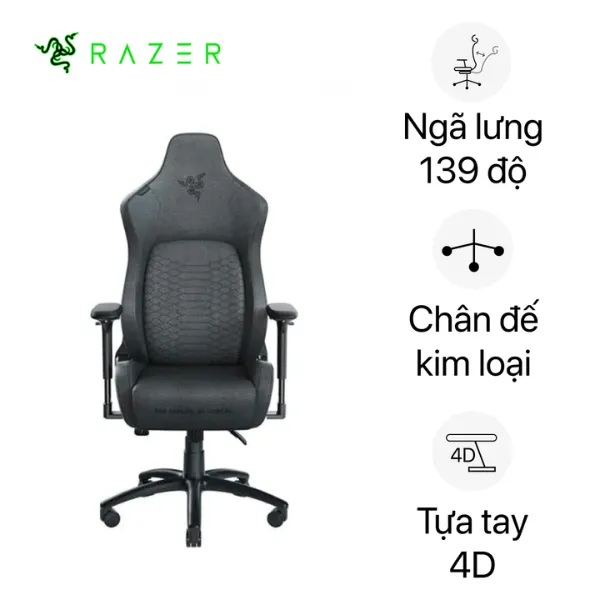 RAZER
Ngã lưng
139 độ
Chân đế
kim loại
4D
Tựa tay
4D